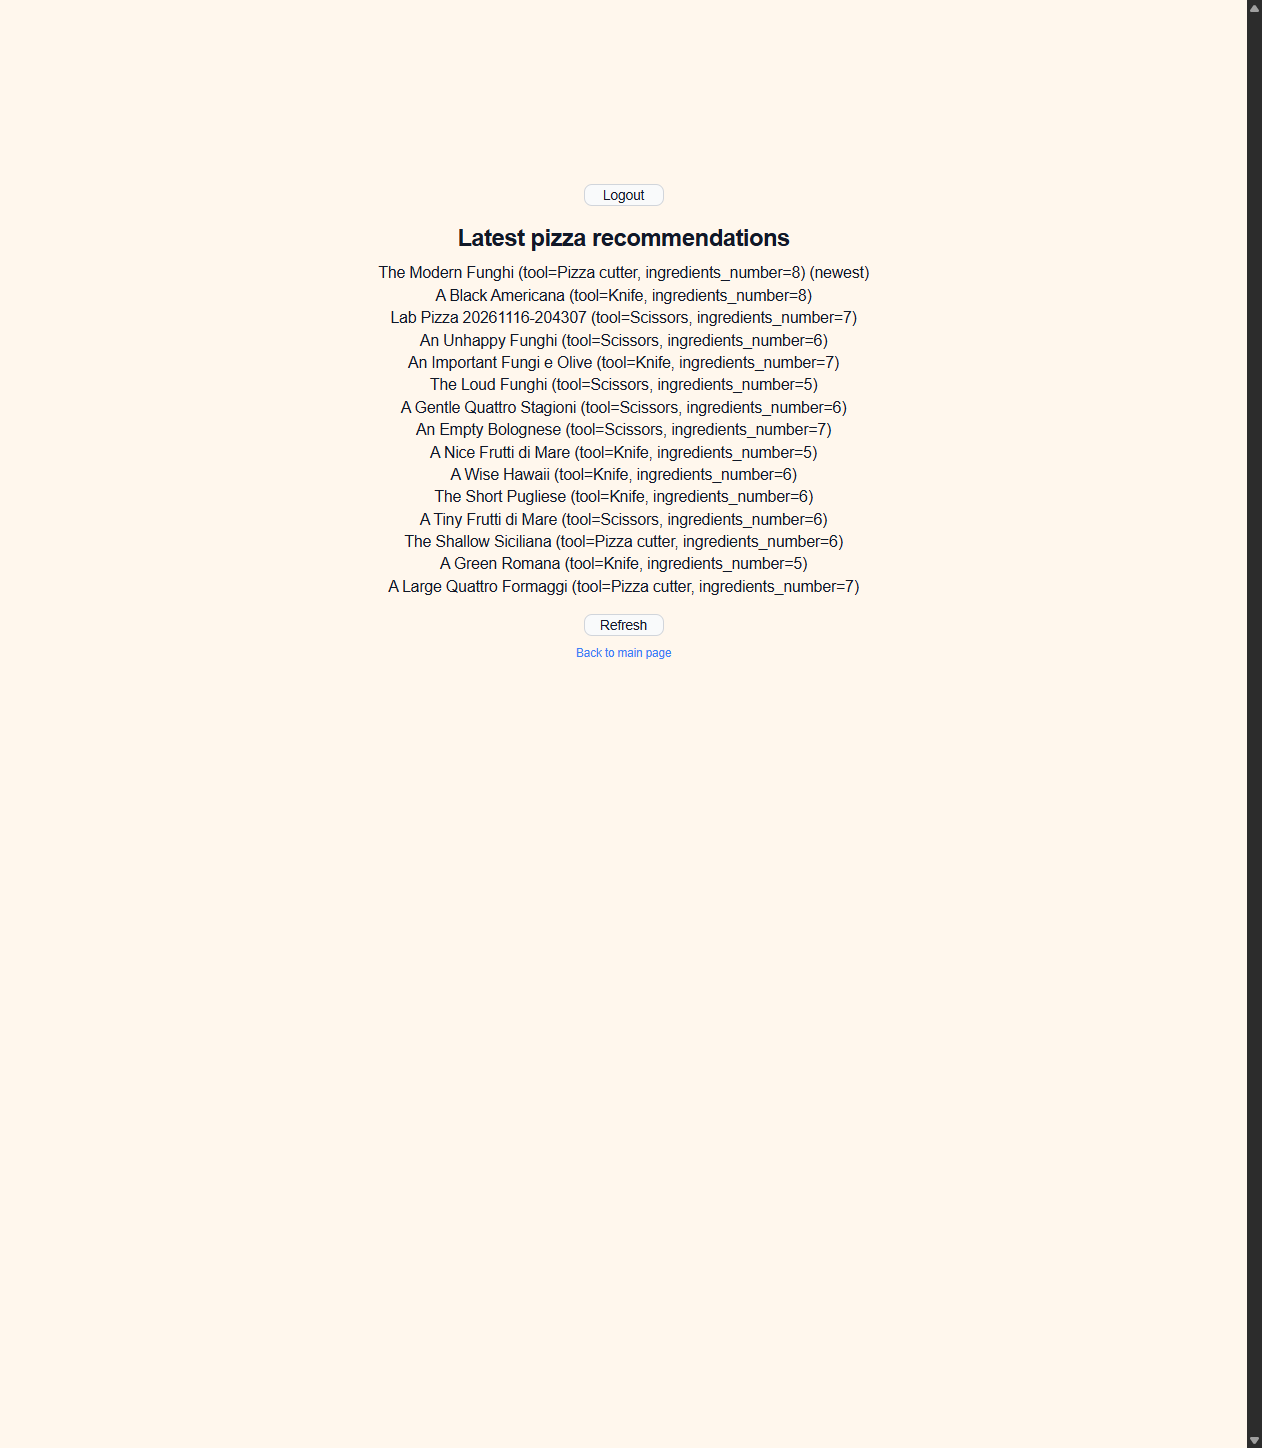 Logout
Latest pizza recommendations
The Modern Funghi (tool=Pizza cutter, ingredients_number=8) (newest)
A Black Americana (tool=Knife, ingredients_number=8)
Lab Pizza 20261116-204307 (tool=Scissors, ingredients_number=7)
An Unhappy Funghi (tool=Scissors, ingredients_number=6)
An Important Fungi e Olive (tool=Knife, ingredients_number=7)
The Loud Funghi (tool=Scissors, ingredients_number=5)
A Gentle Quattro Stagioni (tool=Scissors, ingredients_number=6)
An Empty Bolognese (tool=Scissors, ingredients_number=7)
A Nice Frutti di Mare (tool=Knife, ingredients_number=5)
A Wise Hawaii (tool=Knife, ingredients_number=6)
The Short Pugliese (tool=Knife, ingredients_number=6)
A Tiny Frutti di Mare (tool=Scissors, ingredients_number=6)
The Shallow Siciliana (tool=Pizza cutter, ingredients_number=6)
A Green Romana (tool=Knife, ingredients_number=5)
A Large Quattro Formaggi (tool=Pizza cutter, ingredients_number=7)
Refresh
Back to main page